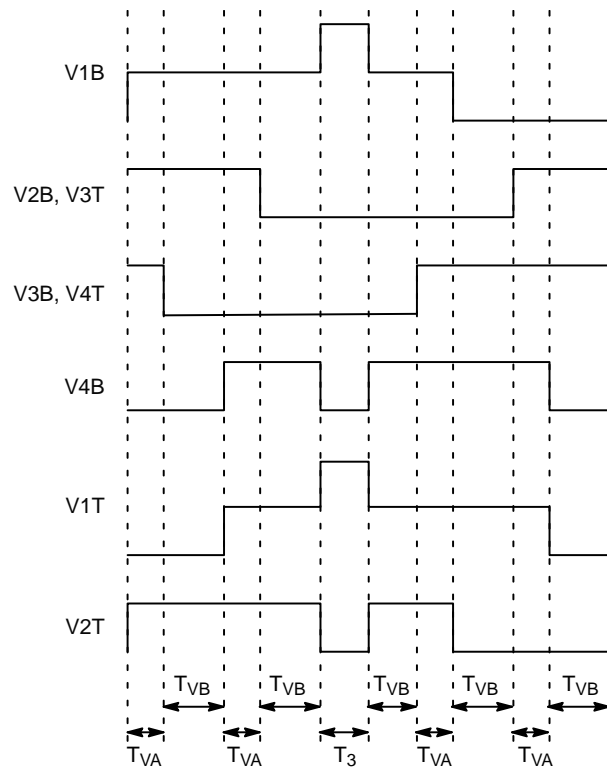 V1B
V2B, V3T
V3B, V4T
V4B
V1T
V2T
TVB TVB TVB TVB TVB
TVA TVA T3 TVA TVA